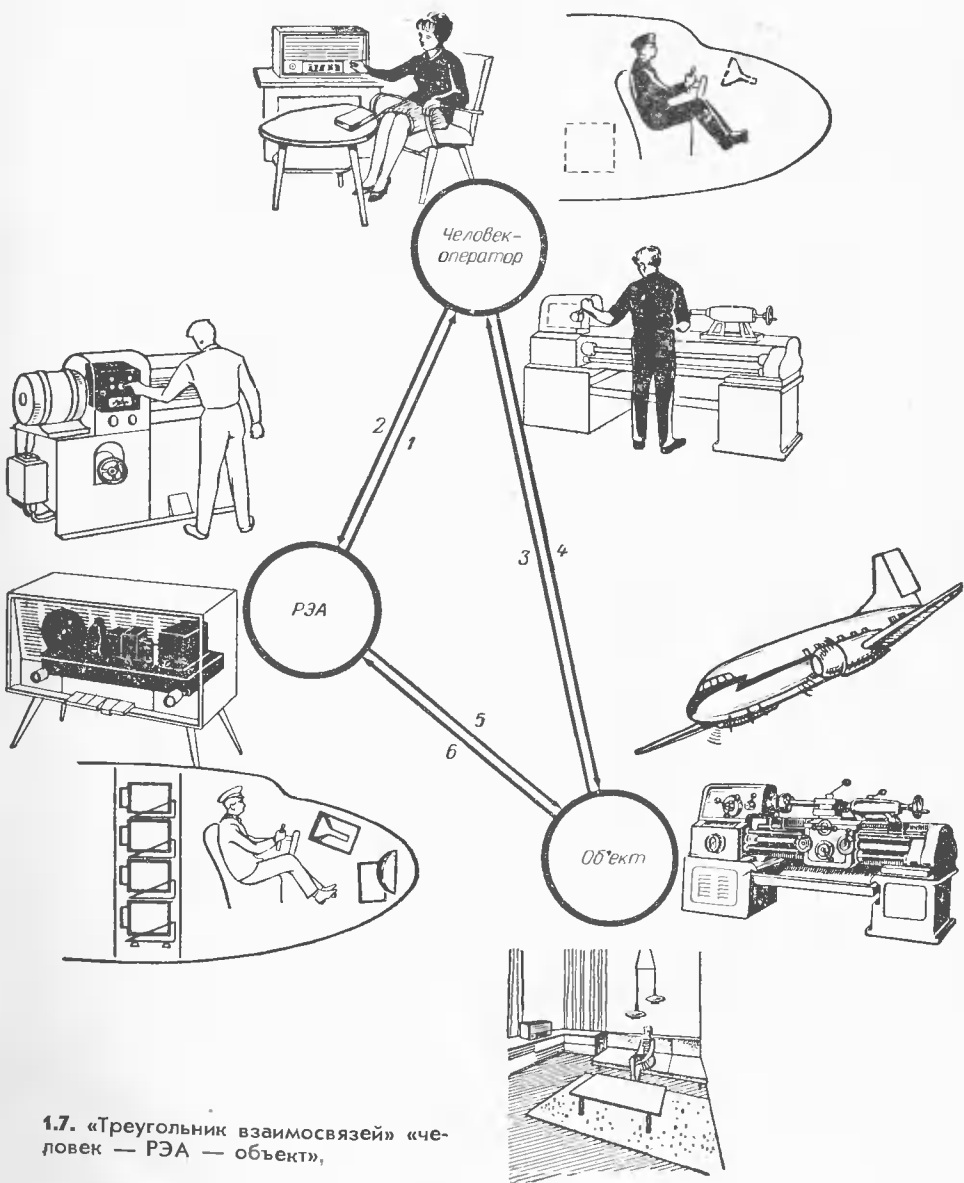 Человек-
оператор
2
1
3
4
РЭА
5
6
Об'ект
1.7. «Треугольник взаимосвязей» «че-
ловек — РЭА — объект»,